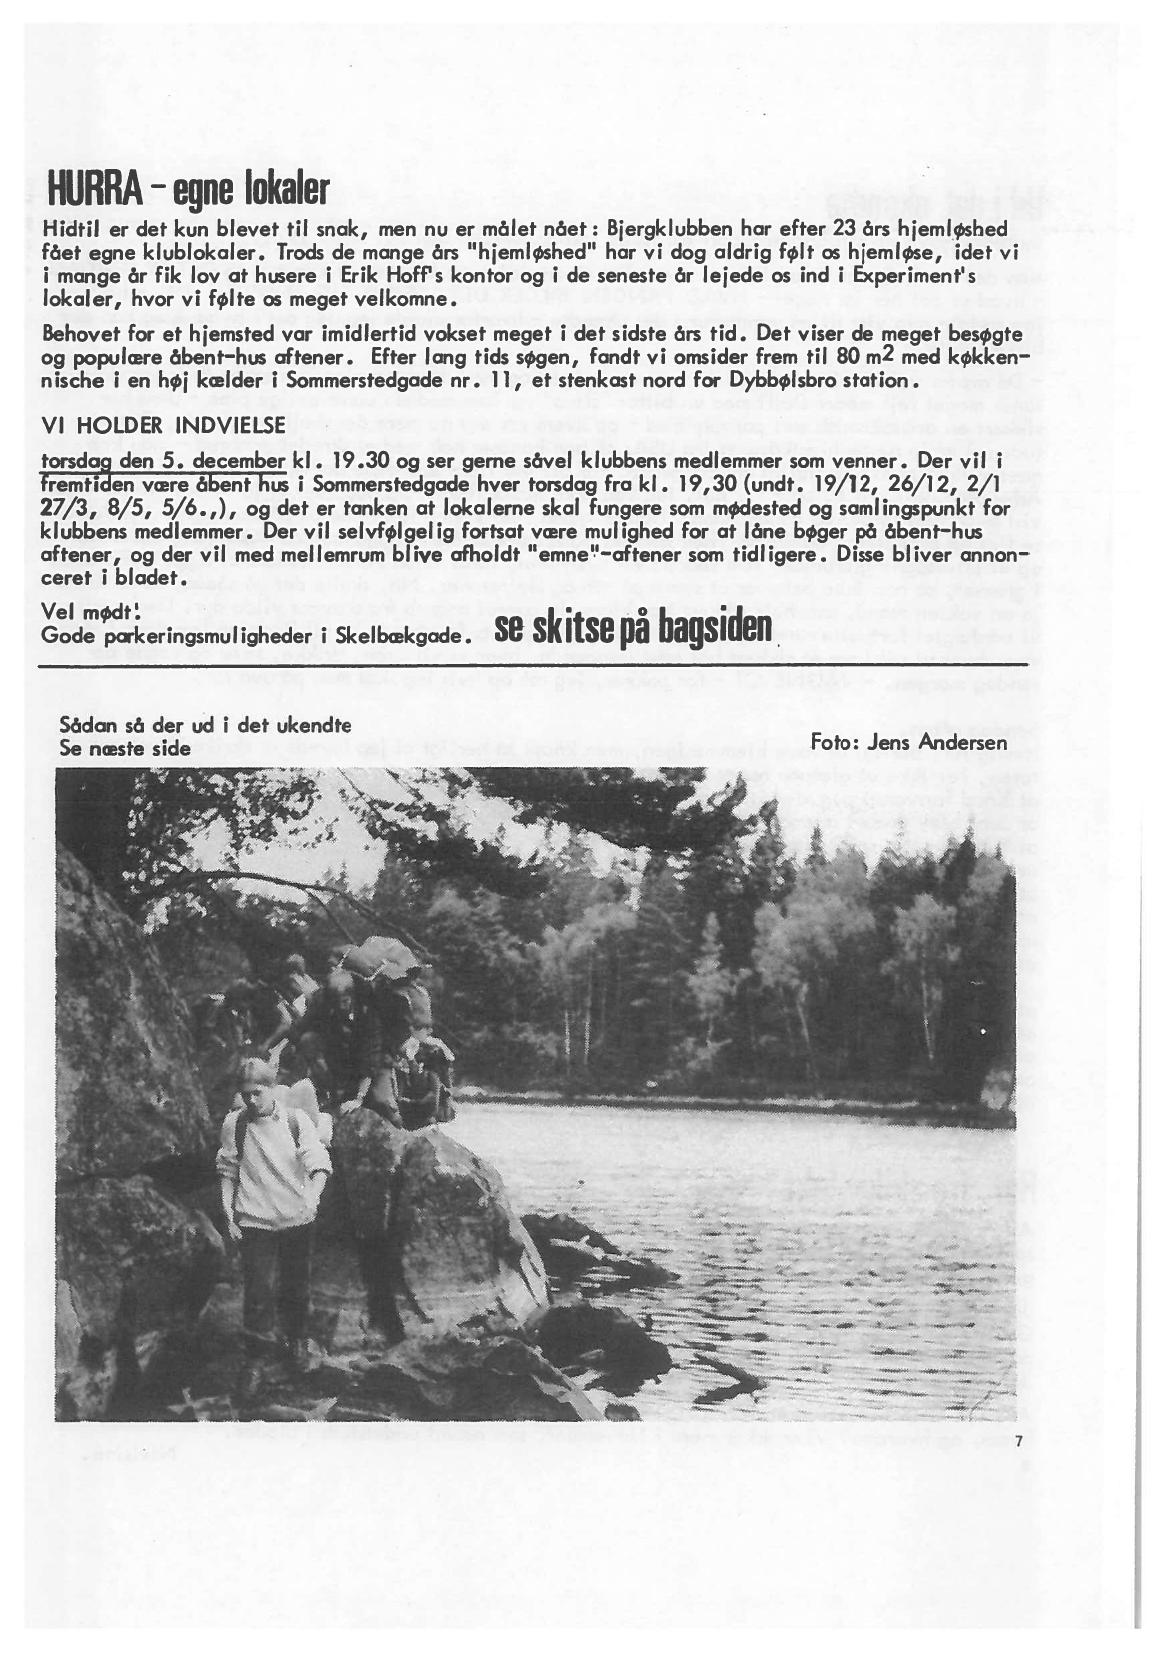 HURRA - egne lokaler
Hidtil er det kun blevet til snak, men nu er målet nået: Bjergklubben har efter 23 års hjemløshed
fået egne klublokaler. Trods de mange års "hjemløshed" har vi dog aldrig følt os hjemløse, idet vi
i mange år fik lov at husere i Erik Hoff's kontor og i de seneste år lejede os ind i Experiment's
lokaler, hvor vi følte os meget velkomne.
Behovet for et hjemsted var imidlertid vokset meget i det sidste års tid. Det viser de meget besøgte
og populære åbent-hus aftener. Efter lang tids søgen, fandt vi omsider frem til 80 m2 med køkken-
nische i en høj kælder i Sommerstedgade nr. 11, et stenkast nord for Dybbølsbro station.
VI HOLDER INDVIELSE
torsdag den 5. december kl. 19.30 og ser gerne såvel klubbens medlemmer som venner. Der vil i
fremtiden være åbent hus i Sommerstedgade hver torsdag fra kl. 19,30 (undt. 19/12, 26/12, 2/1
27/3, 8/5, 5/6.,), og det er tanken at lokalerne skal fungere som mødested og samlingspunkt for
klubbens medlemmer. Der vil selvfølgelig fortsat være mulighed for at låne bøger på åbent-hus
aftener, og der vil med mellemrum blive afholdt "emne"-aftener som tidligere. Disse bliver annon-
ceret i bladet.
Vel mødt!
Gode parkeringsmuligheder i Skelbækgade. se skitse på bagsiden
Sådan så der ud i det ukendte
Se næste side
Foto: Jens Andersen
7